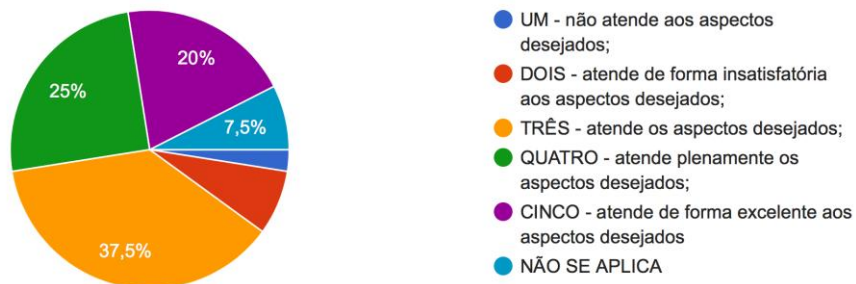 20%
25%
7,5%
37,5%
UM - não atende aos aspectos
desejados;
DOIS - atende de forma insatisfatória
aos aspectos desejados;
TRÊS - atende os aspectos desejados;
QUATRO - atende plenamente os
aspectos desejados;
CINCO - atende de forma excelente aos
aspectos desejados
NÃO SE APLICA